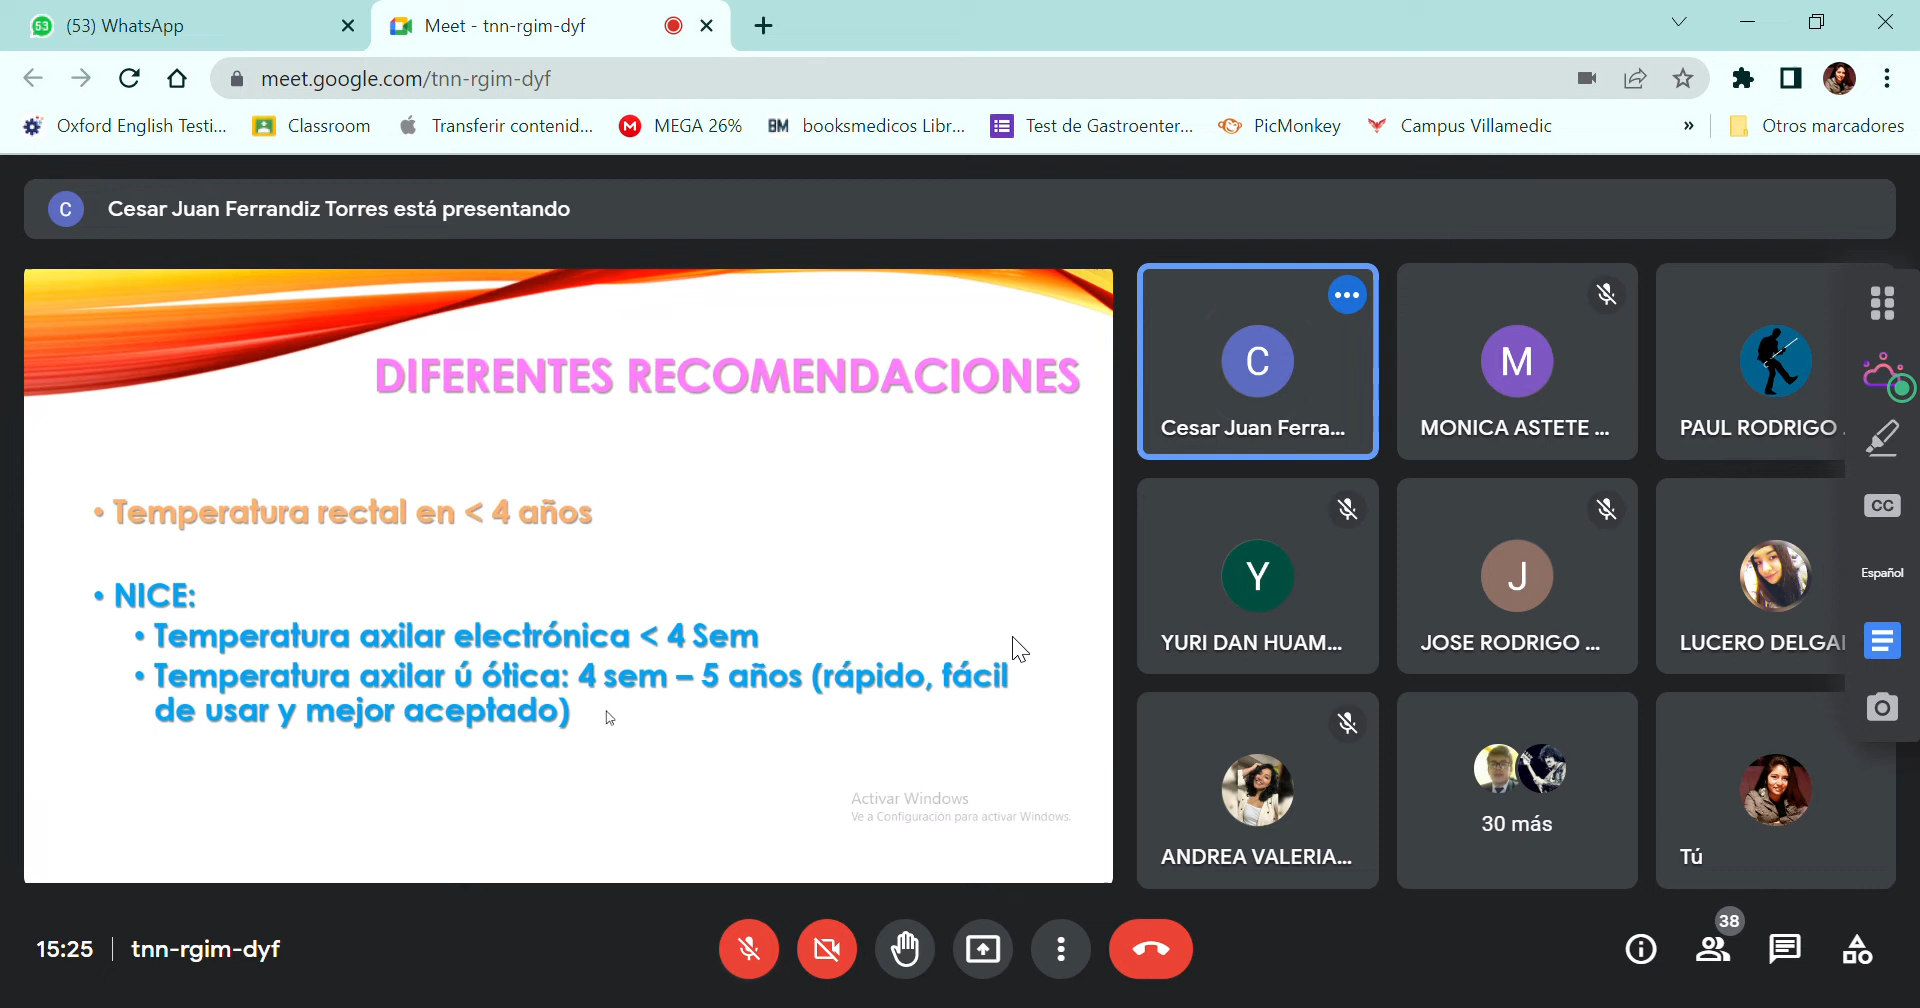 53
(53) WhatsApp
Meet - tnn-rgim-dyf
meet.google.com/tnn-rgim-dyf
Oxford English Testi...
Classroom
Transferir contenid...
M
MEGA 26%
BM
booksmedicos Libr...
Test de Gastroenter...
PicMonkey
Campus Villamedic
»
Otros marcadores
C
Cesar Juan Ferrandiz Torres está presentando
DIFERENTES RECOMENDACIONES
• Temperatura rectal en < 4 años
• NICE:
• Temperatura axilar electrónica < 4 Sem
• Temperatura axilar ú ótica: 4 sem – 5 años (rápido, fácil
de usar y mejor aceptado)
Activar Windows
Ve a Configuración para activar Windows.
C
Cesar Juan Ferra...
M
MONICA ASTETE ...
PAUL RODRIGO .
Y
YURI DAN HUAM...
J
JOSE RODRIGO ...
LUCERO DELGA
ANDREA VALERIA...
30 más
Tú
CC
Español
15:25
tnn-rgim-dyf
38